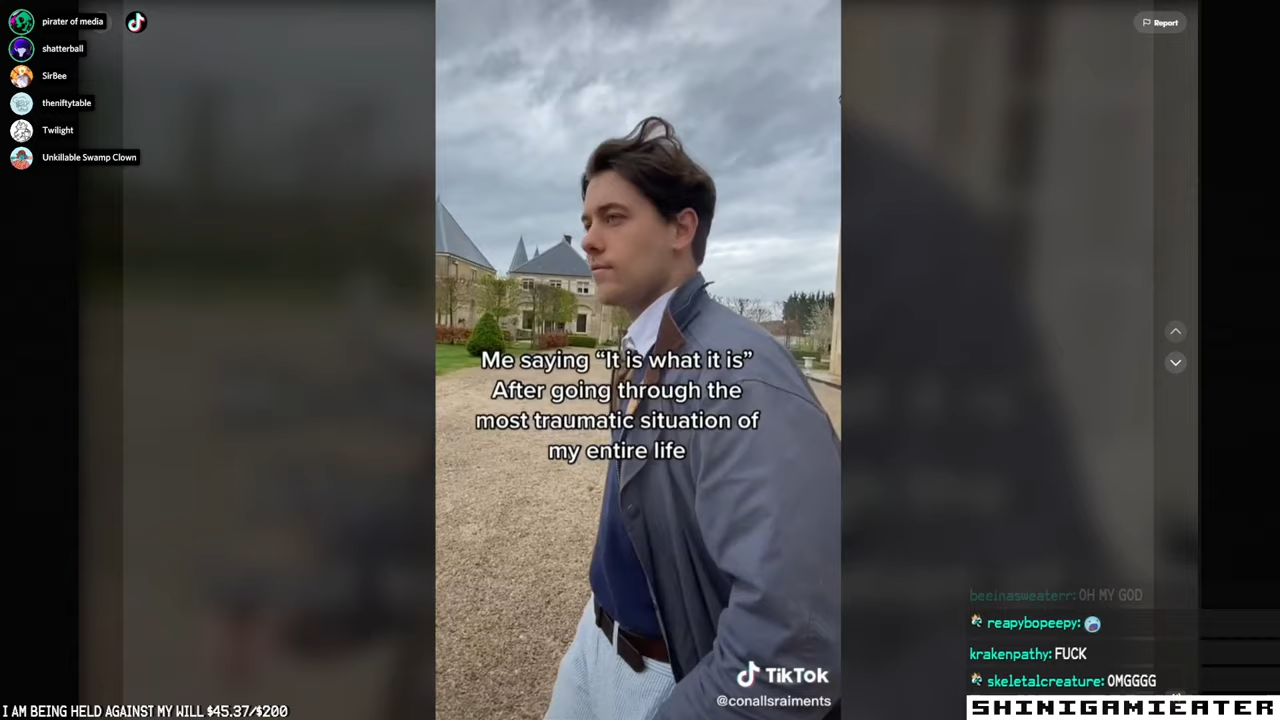 pirater of media
shatterball
SirBee
theniftytable
Twilight
Unkillable Swamp Clown
Report
Me saying “It is what it is”
After going through the
most traumatic situation of
my entire life
TikTok
@conallsraiments
beeinasweaterr: OH MY GOD
reapybopeepy:
krakenpathy: FUCK
skeletalcreature: OMGGGG
I AM BEING HELD AGAINST MY WILL $45.37/$200
SHINIGAMIEATER